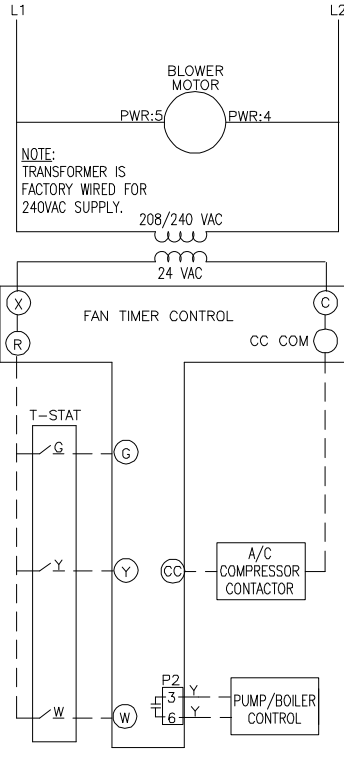 L1
L2
BLOWER
MOTOR
PWR:5
PWR:4
NOTE:
TRANSFORMER IS
FACTORY WIRED FOR
240VAC SUPPLY.
208/240 VAC
24 VAC
X
FAN TIMER CONTROL
C
R
CC COM
T-STAT
G
G
Y
Y
CC
A/C
COMPRESSOR
CONTACTOR
P2
3
Y
6
Y
W
W
PUMP/BOILER
CONTROL